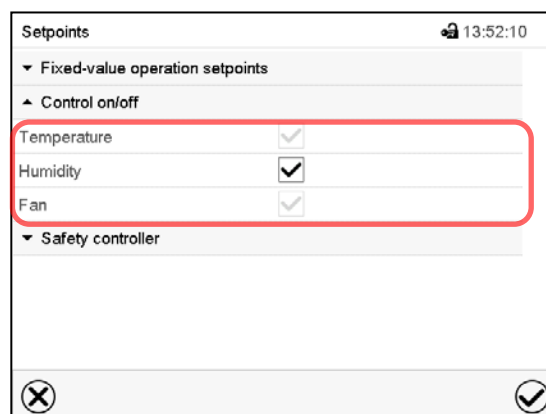 Setpoints 13:52:10
Fixed-value operation setpoints
Control on/off
Temperature
Humidity
Fan
Safety controller